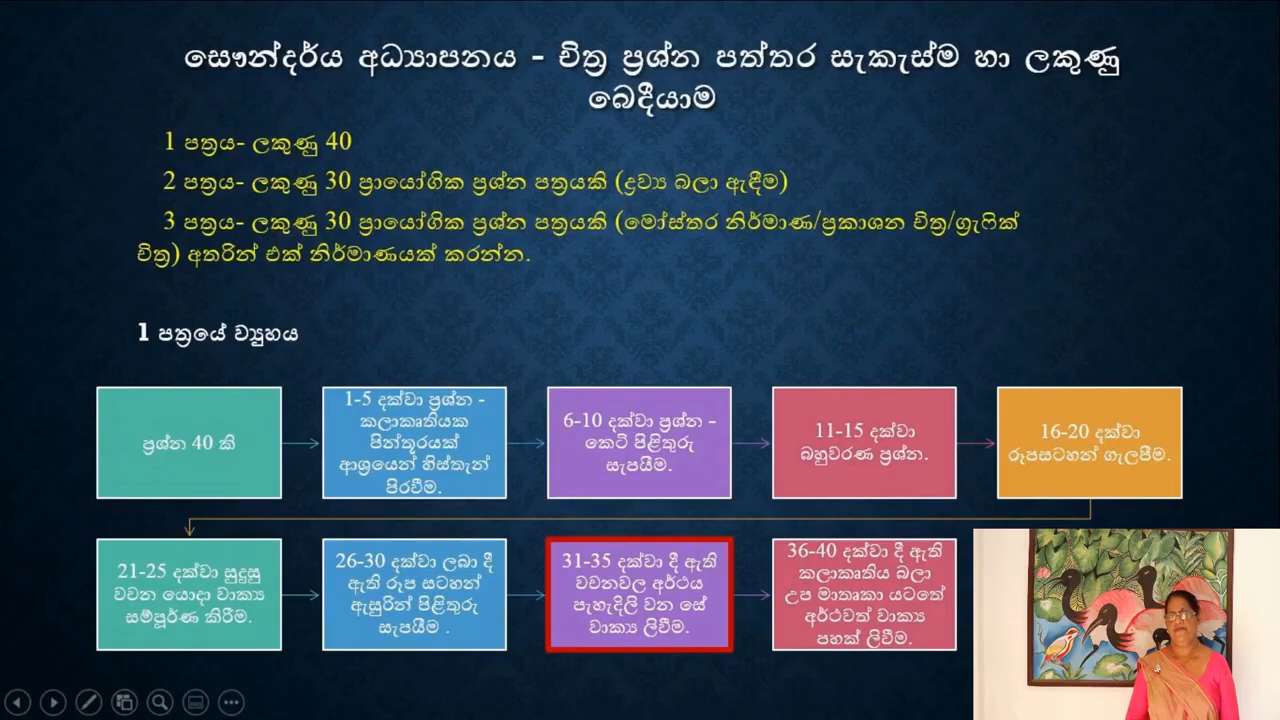 සෞන්දර්ය අධ්‍යාපනය - චිත්‍ර ප්‍රශ්න පත්තර සැකැස්ම හා ලකුණු
බෙදීයාම
1 පත්‍රය- ලකුණු 40
2 පත්‍රය- ලකුණු 30 ප්‍රායෝගික ප්‍රශ්න පත්‍රයකි (ද්‍රව්‍ය බලා ඇඳීම)
3 පත්‍රය- ලකුණු 30 ප්‍රායෝගික ප්‍රශ්න පත්‍රයකි (මෝස්තර නිර්මාණ/ප්‍රකාශන චිත්‍ර/ග්‍රැෆික්
චිත්‍ර) අතරින් එක් නිර්මාණයක් කරන්න.
1 පත්‍රයේ ව්‍යුහය
ප්‍රශ්න 40 කි
1-5 දක්වා ප්‍රශ්න -
කලාකෘතියක
පින්තූරයක්
ආශ්‍රයෙන් හිස්තැන්
පිරවීම.
6-10 දක්වා ප්‍රශ්න -
කෙටි පිළිතුරු
සැපයීම.
11-15 දක්වා
බහුවරණ ප්‍රශ්න.
16-20 දක්වා
රූපසටහන් ගැලපීම.
21-25 දක්වා සුදුසු
වචන යොදා වාක්‍ය
සම්පූර්ණ කිරීම.
26-30 දක්වා ලබා දී
ඇති රූප සටහන්
ඇසුරින් පිළිතුරු
සැපයීම .
31-35 දක්වා දී ඇති
වචනවල අර්ථය
පැහැදිලි වන සේ
වාක්‍ය ලිවීම.
36-40 දක්වා දී ඇති
කලාකෘතිය බලා
උප මාතෘකා යටතේ
අර්ථවත් වාක්‍ය
පහක් ලිවීම.